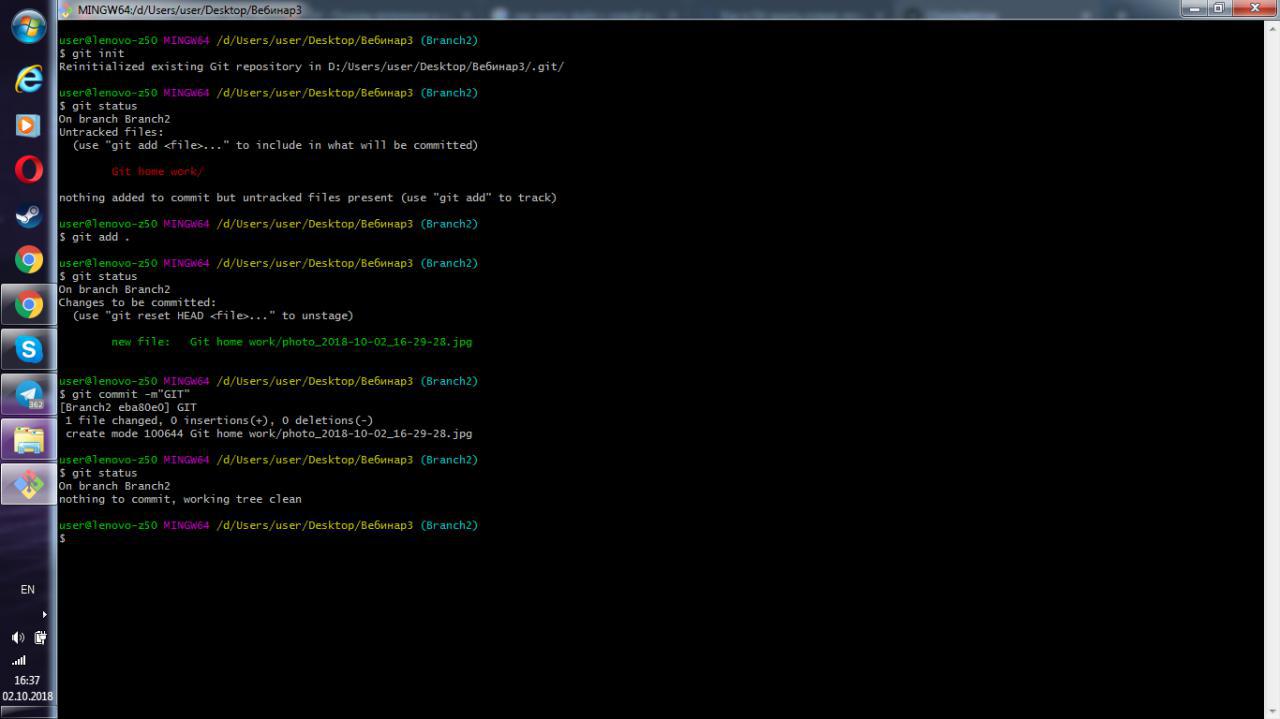 MINGW64:/d/Users/user/Desktop/Вебинар3
user@lenovo-z50 MINGW64 /d/Users/user/Desktop/Вебинар3 (Branch2)
$ git init
Reinitialized existing Git repository in D:/Users/user/Desktop/Вебинар3/.git/
user@lenovo-z50 MINGW64 /d/Users/user/Desktop/Вебинар3 (Branch2)
$ git status
On branch Branch2
Untracked files:
(use "git add <file>..." to include in what will be committed)
Git home work/
nothing added to commit but untracked files present (use "git add" to track)
user@lenovo-z50 MINGW64 /d/Users/user/Desktop/Вебинар3 (Branch2)
$ git add .
user@lenovo-z50 MINGW64 /d/Users/user/Desktop/Вебинар3 (Branch2)
$ git status
On branch Branch2
Changes to be committed:
(use "git reset HEAD <file>..." to unstage)
new file:   Git home work/photo_2018-10-02_16-29-28.jpg
user@lenovo-z50 MINGW64 /d/Users/user/Desktop/Вебинар3 (Branch2)
$ git commit -m"GIT"
[Branch2 eba80e0] GIT
1 file changed, 0 insertions(+), 0 deletions(-)
create mode 100644 Git home work/photo_2018-10-02_16-29-28.jpg
user@lenovo-z50 MINGW64 /d/Users/user/Desktop/Вебинар3 (Branch2)
$ git status
On branch Branch2
nothing to commit, working tree clean
user@lenovo-z50 MINGW64 /d/Users/user/Desktop/Вебинар3 (Branch2)
$
362
EN
16:37
02.10.2018